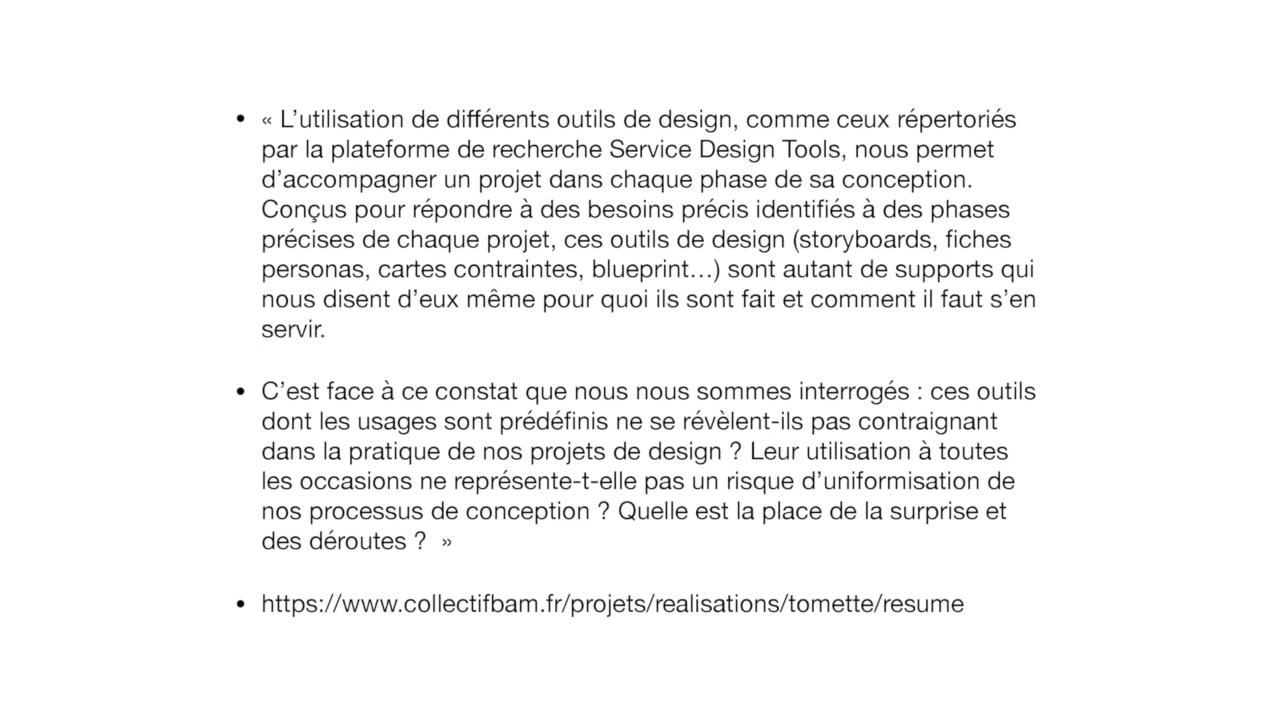 • « L’utilisation de différents outils de design, comme ceux répertoriés
par la plateforme de recherche Service Design Tools, nous permet
d’accompagner un projet dans chaque phase de sa conception.
Conçus pour répondre à des besoins précis identifiés à des phases
précises de chaque projet, ces outils de design (storyboards, fiches
personas, cartes contraintes, blueprint…) sont autant de supports qui
nous disent d’eux même pour quoi ils sont fait et comment il faut s’en
servir.
• C’est face à ce constat que nous nous sommes interrogés : ces outils
dont les usages sont prédéfinis ne se révèlent-ils pas contraignant
dans la pratique de nos projets de design ? Leur utilisation à toutes
les occasions ne représente-t-elle pas un risque d’uniformisation de
nos processus de conception ? Quelle est la place de la surprise et
des déroutes ?  »
• https://www.collectifbam.fr/projets/realisations/tomette/resume